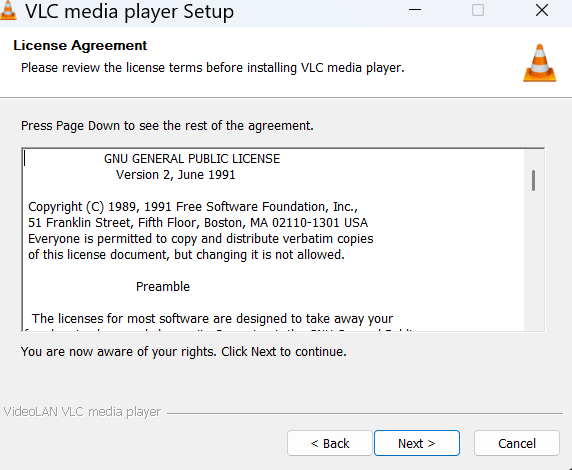 VLC media player Setup
License Agreement
Please review the license terms before installing VLC media player.
Press Page Down to see the rest of the agreement.
GNU GENERAL PUBLIC LICENSE
Version 2, June 1991
Copyright (C) 1989, 1991 Free Software Foundation, Inc.,
51 Franklin Street, Fifth Floor, Boston, MA 02110-1301 USA
Everyone is permitted to copy and distribute verbatim copies
of this license document, but changing it is not allowed.
Preamble
The licenses for most software are designed to take away your
You are now aware of your rights. Click Next to continue.
VideoLAN VLC media player
< Back
Next >
Cancel